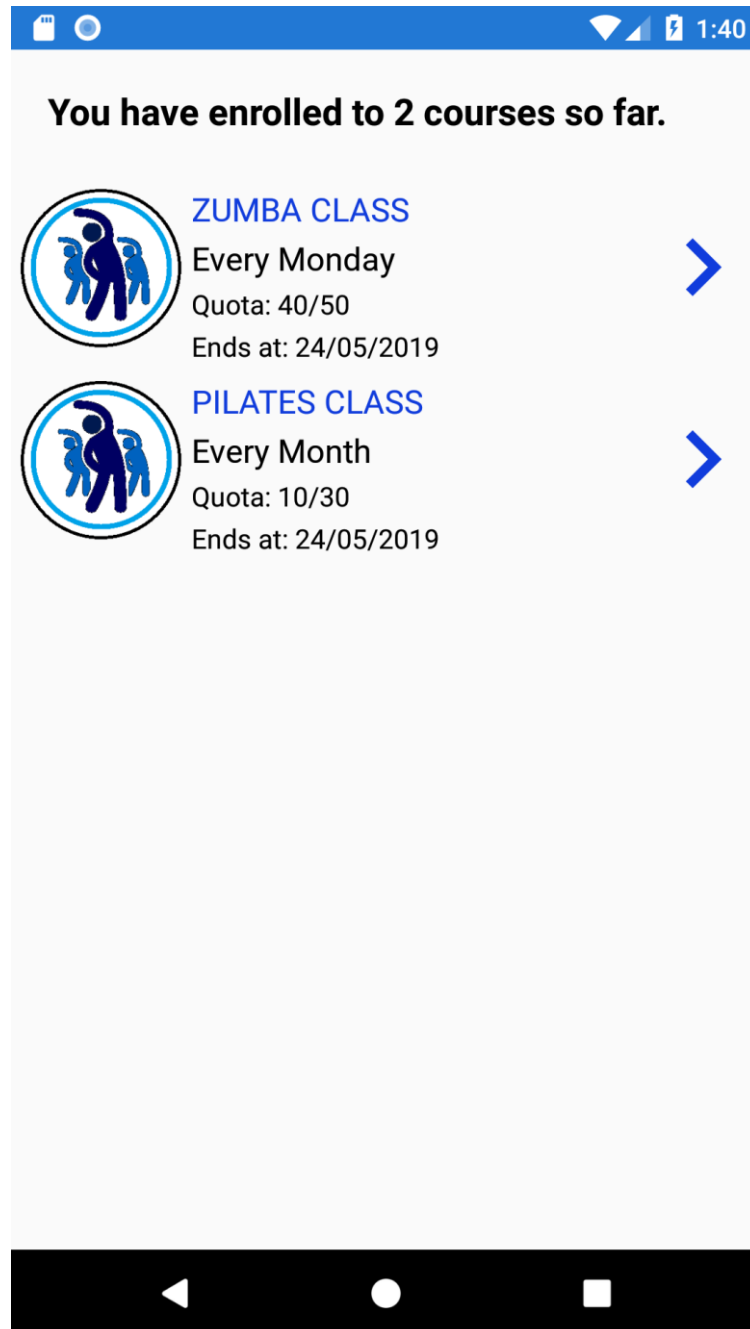 1:40
You have enrolled to 2 courses so far.
ZUMBA CLASS
Every Monday
Quota: 40/50
Ends at: 24/05/2019
PILATES CLASS
Every Month
Quota: 10/30
Ends at: 24/05/2019